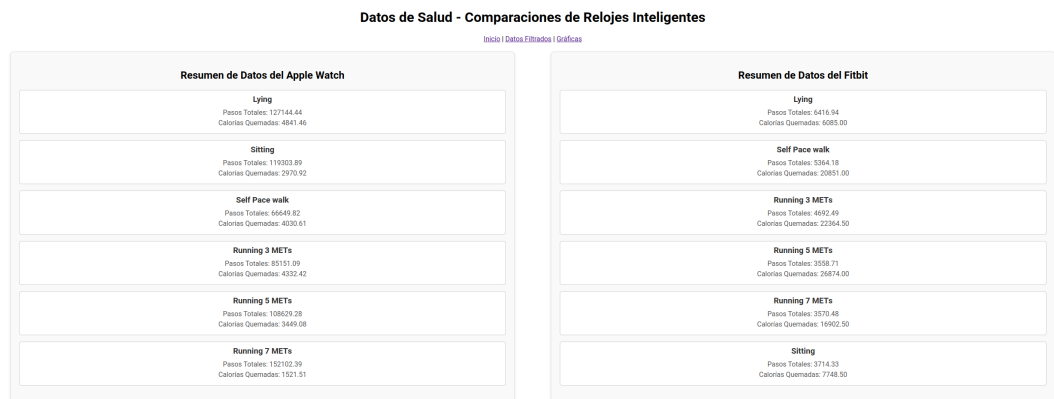 Datos de Salud - Comparaciones de Relojes Inteligentes
Inicio | Datos Filtrados | Gráficas
Resumen de Datos del Apple Watch
Lying
Pasos Totales: 127144.44
Calorías Quemadas: 4841.46
Sitting
Pasos Totales: 119303.89
Calorías Quemadas: 2970.92
Self Pace walk
Pasos Totales: 66649.82
Calorías Quemadas: 4030.61
Running 3 METs
Pasos Totales: 85151.09
Calorías Quemadas: 4332.42
Running 5 METs
Pasos Totales: 108629.28
Calorías Quemadas: 3449.08
Running 7 METs
Pasos Totales: 152102.39
Calorías Quemadas: 1521.51
Resumen de Datos del Fitbit
Lying
Pasos Totales: 6416.94
Calorías Quemadas: 6085.00
Self Pace walk
Pasos Totales: 5364.18
Calorías Quemadas: 20851.00
Running 3 METs
Pasos Totales: 4692.49
Calorías Quemadas: 22364.50
Running 5 METs
Pasos Totales: 3558.71
Calorías Quemadas: 26874.00
Running 7 METs
Pasos Totales: 3570.48
Calorías Quemadas: 16902.50
Sitting
Pasos Totales: 3714.33
Calorías Quemadas: 7748.50